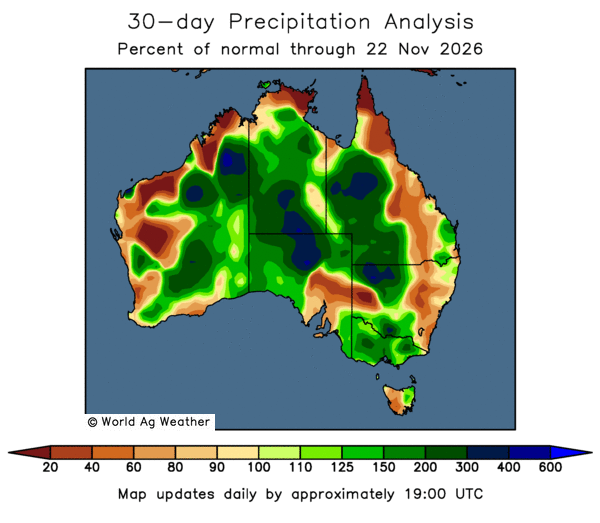 30-day Precipitation Analysis
Percent of normal through 22 Nov 2026
© World Ag Weather
20 40 60 80 90 100 110 125 150 200 300 400 600
Map updates daily by approximately 19:00 UTC